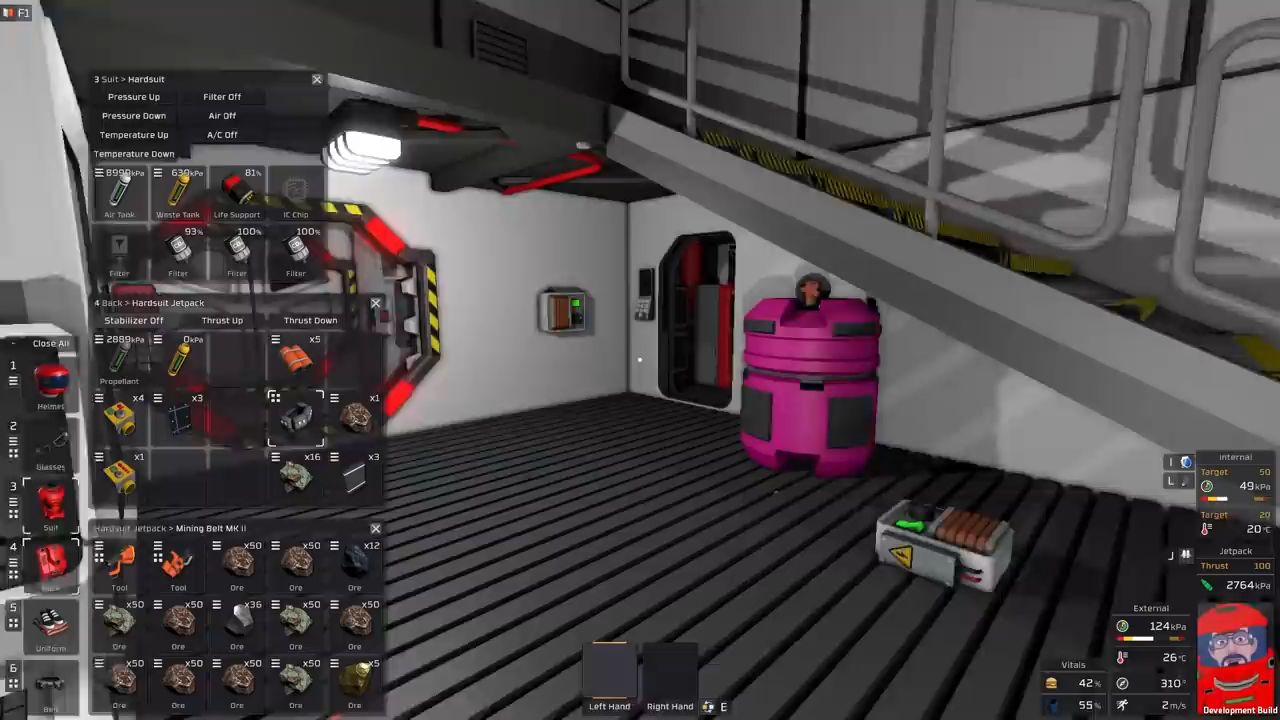 F1
3 Suit > Hardsuit
Pressure Up
Filter Off
Pressure Down
Air Off
Temperature Up
A/C Off
Temperature Down
8999kPa
639kPa
81%
Air Tank
Waste Tank
Life Support
IC Chip
93%
100%
100%
Filter
Filter
Filter
Filter
4 Back > Hardsuit Jetpack
Stabilizer Off
Thrust Up
Thrust Down
2889kPa
0kPa
x5
Propellant
x4
x3
x1
x1
x16
x3
Hardsuit Jetpack > Mining Belt MK II
x50
x50
x12
Tool
Tool
Ore
Ore
Ore
x50
x50
x36
x50
x50
Ore
Ore
Ore
Ore
Ore
x50
x50
x50
x50
x5
Ore
Ore
Ore
Ore
Ore
Close All
1
Helmet
2
Glasses
3
Suit
4
5
Uniform
6
Left Hand
Right Hand
E
Internal
Target 50
49kPa
Target 20
20°C
Jetpack
Thrust 100
2764kPa
External
124kPa
26°C
310°
2m/s
Vitals
42%
55%
Development Build